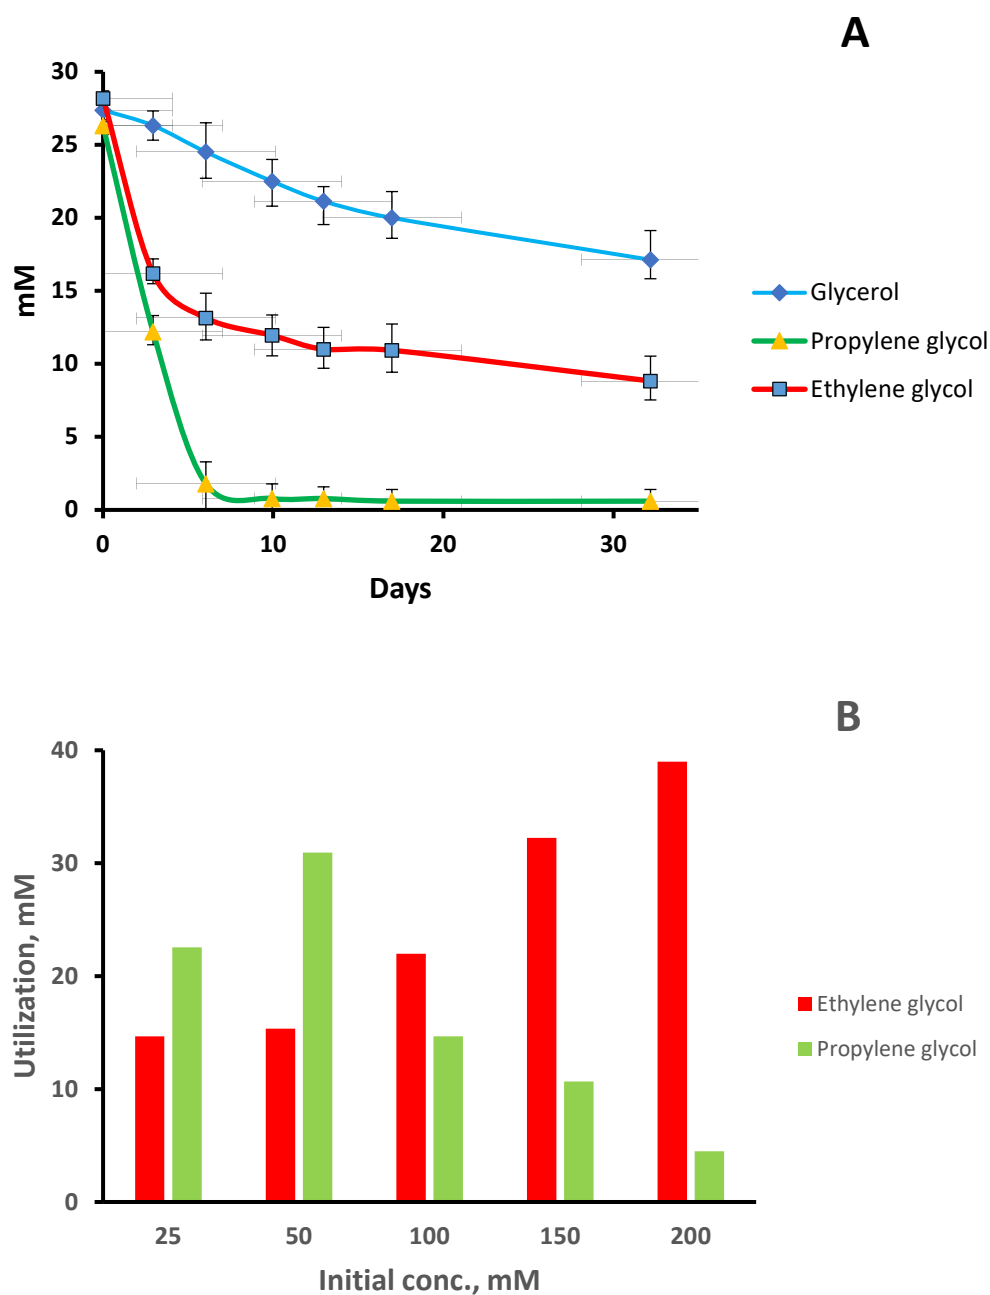 A
30
25
20
15
10
5
0
mM
0 10 20 30
Days
Glycerol
Propylene glycol
Ethylene glycol
B
40
30
20
10
0
Utilization, mM
25 50 100 150 200
Initial conc., mM
Ethylene glycol
Propylene glycol